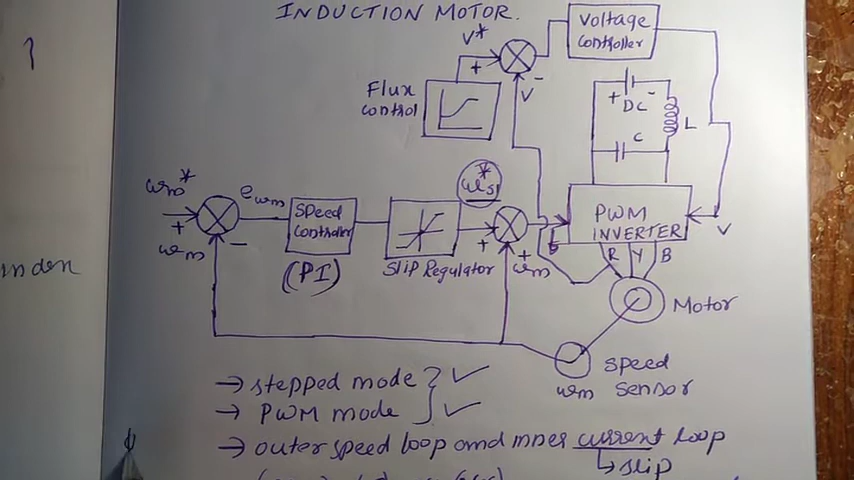 INDUCTION MOTOR.
V*
Voltage
Controller
+
-
V
Flux
control
+ DC -
L
C
ωm*
+
ωm
-
eωm
Speed
Controller
(PI)
Slip Regulator
ωsl*
+
+
ωm
PWM
INVERTER
V
R Y B
Motor
Speed
Sensor
ωm
→ stepped mode
→ PWM mode
→ outer speed loop and inner current loop
↳ slip